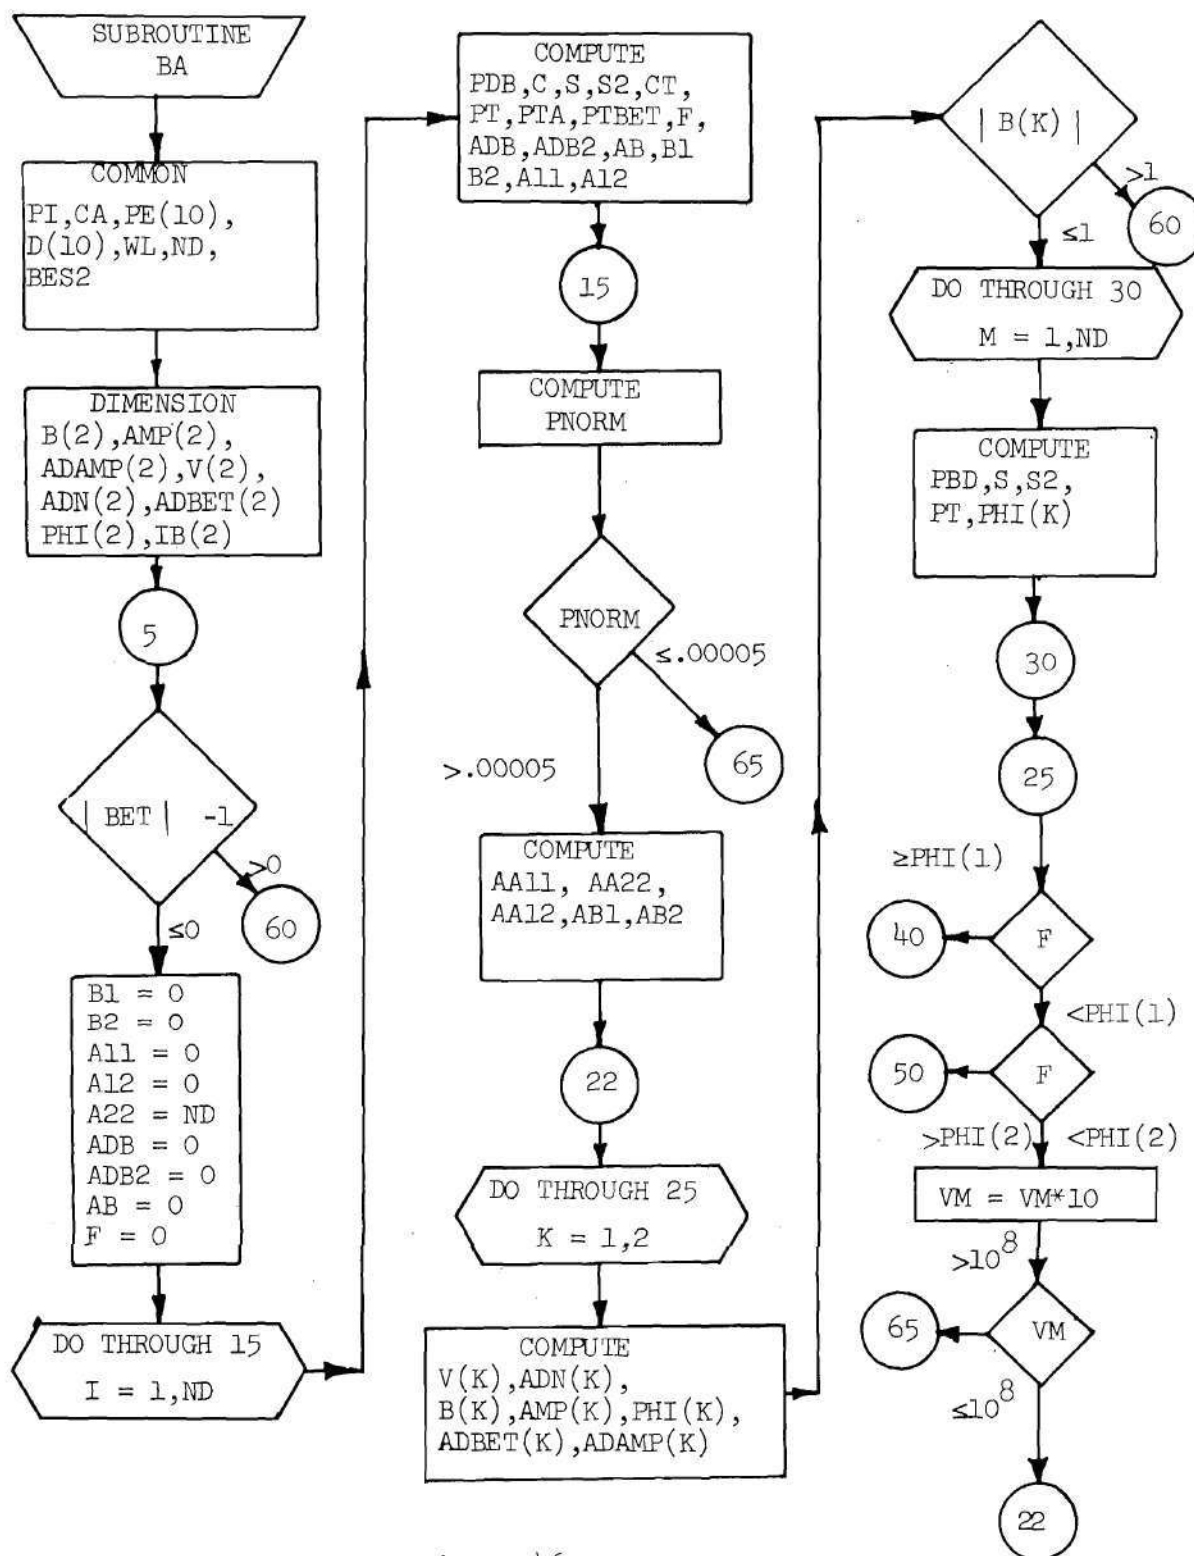 SUBROUTINE
BA
COMMON
PI,CA,PE(10),
D(10),WL,ND,
BES2
DIMENSION
B(2),AMP(2),
ADAMP(2),V(2),
ADN(2),ADBET(2)
PHI(2),IB(2)
5
| BET | -1
>0
60
≤0
B1 = 0
B2 = 0
A11 = 0
A12 = 0
A22 = ND
ADB = 0
ADB2 = 0
AB = 0
F = 0
DO THROUGH 15
I = 1,ND
COMPUTE
PDB,C,S,S2,CT,
PT,PTA,PTBET,F,
ADB,ADB2,AB,B1
B2,A11,A12
15
COMPUTE
PNORM
PNORM
≤.00005
65
>.00005
COMPUTE
AA11, AA22,
AA12,AB1,AB2
22
DO THROUGH 25
K = 1,2
COMPUTE
V(K),ADN(K),
B(K),AMP(K),PHI(K),
ADBET(K),ADAMP(K)
| B(K) |
>1
60
≤1
DO THROUGH 30
M = 1,ND
COMPUTE
PBD,S,S2,
PT,PHI(K)
30
25
≥PHI(1)
40
F
<PHI(1)
50
F
>PHI(2) <PHI(2)
VM = VM*10
>10^8
65
VM
≤10^8
22